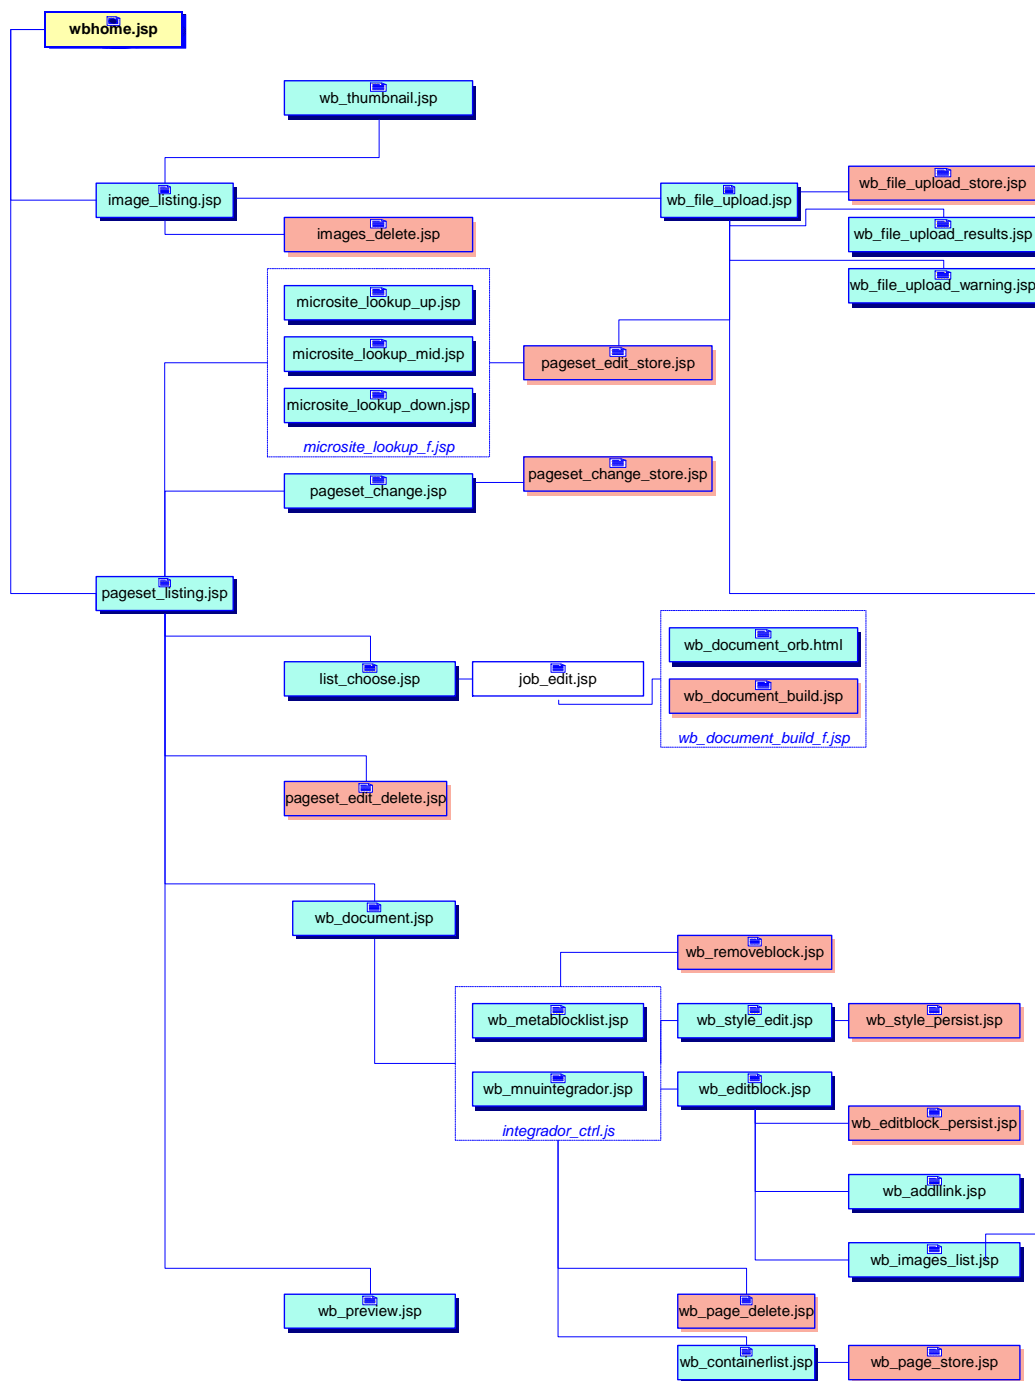 wbhome.jsp
wb_thumbnail.jsp
image_listing.jsp
wb_file_upload.jsp
wb_file_upload_store.jsp
images_delete.jsp
wb_file_upload_results.jsp
wb_file_upload_warning.jsp
microsite_lookup_up.jsp
microsite_lookup_mid.jsp
pageset_edit_store.jsp
microsite_lookup_down.jsp
microsite_lookup_f.jsp
pageset_change.jsp
pageset_change_store.jsp
pageset_listing.jsp
wb_document_orb.html
list_choose.jsp
job_edit.jsp
wb_document_build.jsp
wb_document_build_f.jsp
pageset_edit_delete.jsp
wb_document.jsp
wb_removeblock.jsp
wb_metablocklist.jsp
wb_style_edit.jsp
wb_style_persist.jsp
wb_mnuintegrador.jsp
wb_editblock.jsp
integrador_ctrl.js
wb_editblock_persist.jsp
wb_addllink.jsp
wb_images_list.jsp
wb_preview.jsp
wb_page_delete.jsp
wb_containerlist.jsp
wb_page_store.jsp